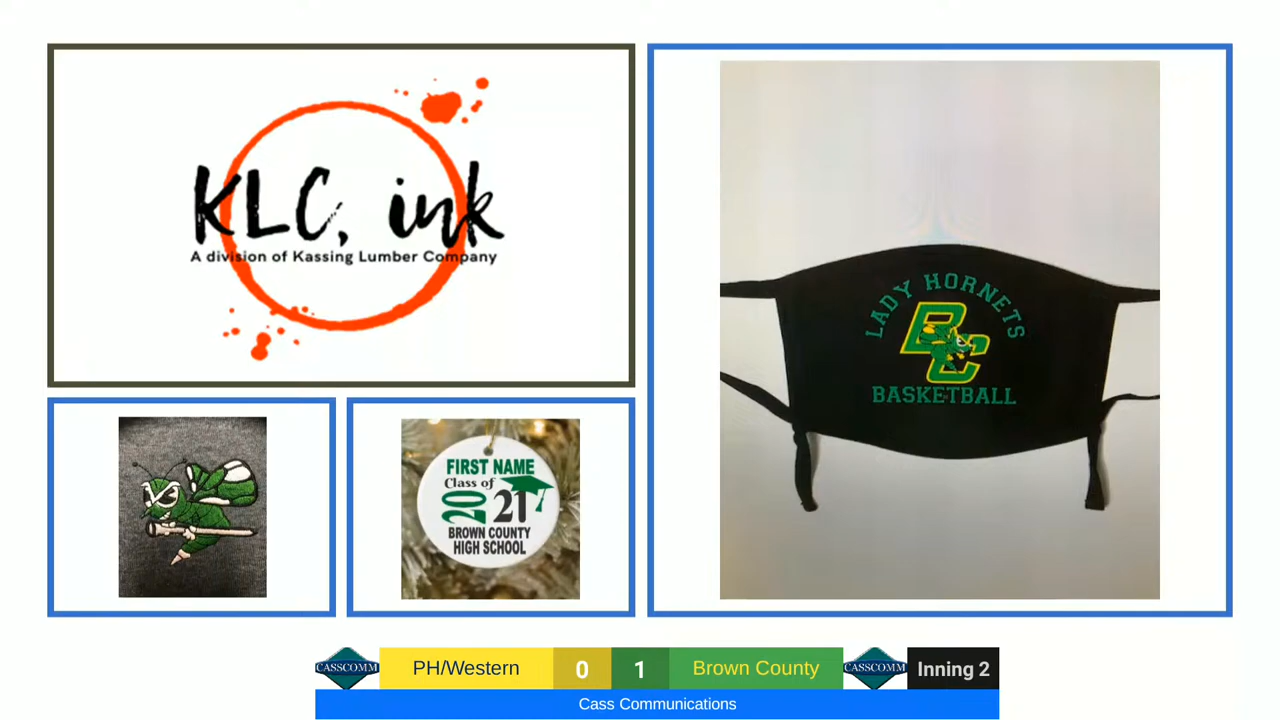 KLC, ink
A division of Kassing Lumber Company
LADY HORNETS
BC
BASKETBALL
FIRST NAME
Class of
2021
BROWN COUNTY
HIGH SCHOOL
CASSCOMM
PH/Western
0
1
Brown County
CASSCOMM
Inning 2
Cass Communications